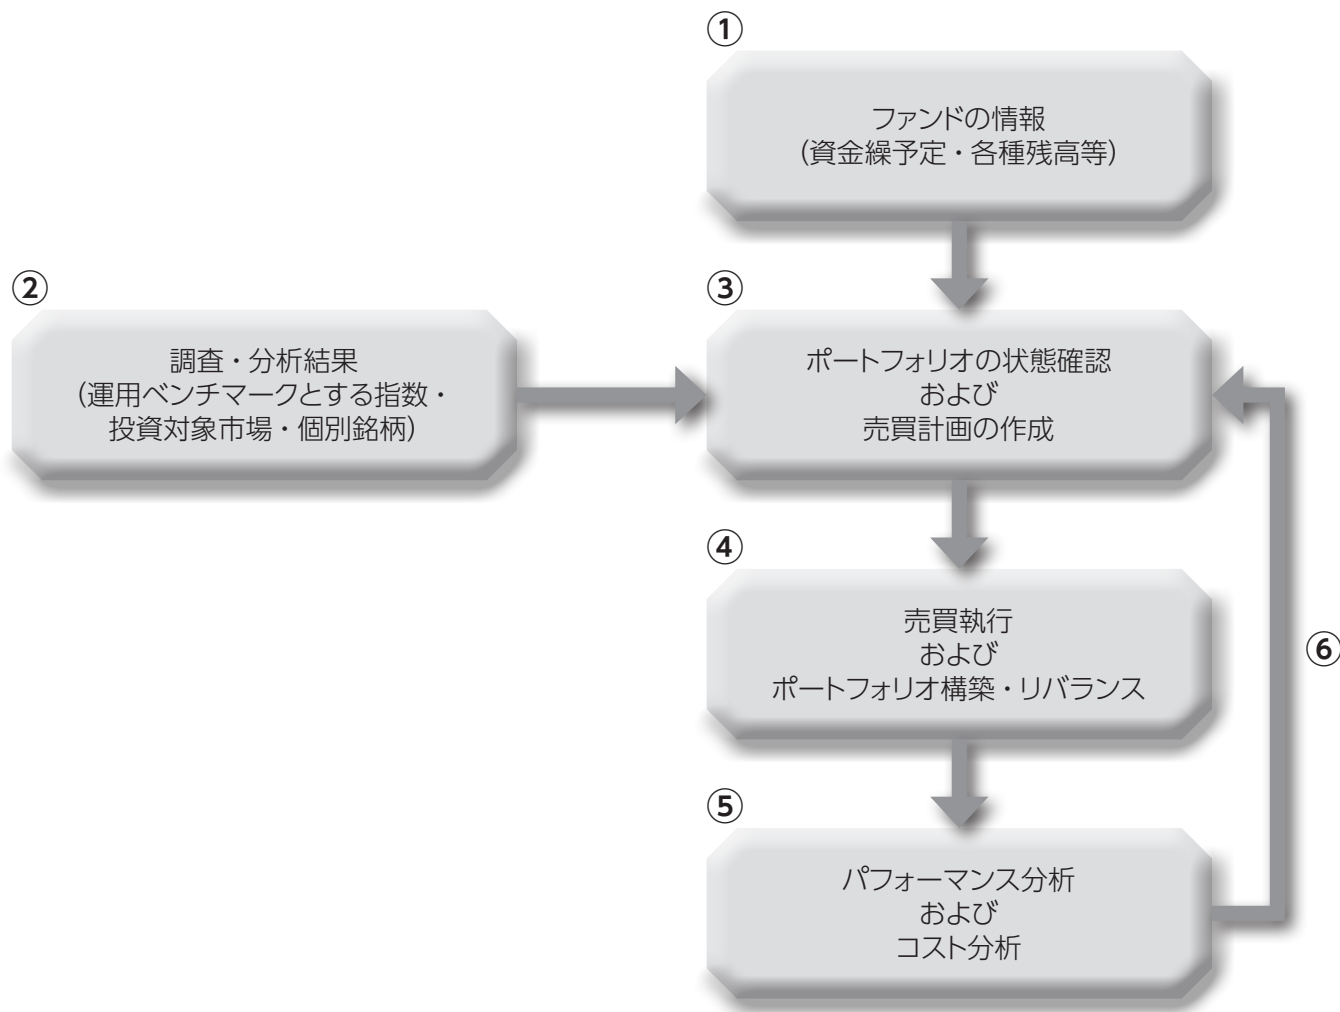 ①
ファンドの情報
(資金繰予定・各種残高等)
②
調査・分析結果
(運用ベンチマークとする指数・
投資対象市場・個別銘柄)
③
ポートフォリオの状態確認
および
売買計画の作成
④
売買執行
および
ポートフォリオ構築・リバランス
⑤
パフォーマンス分析
および
コスト分析
⑥